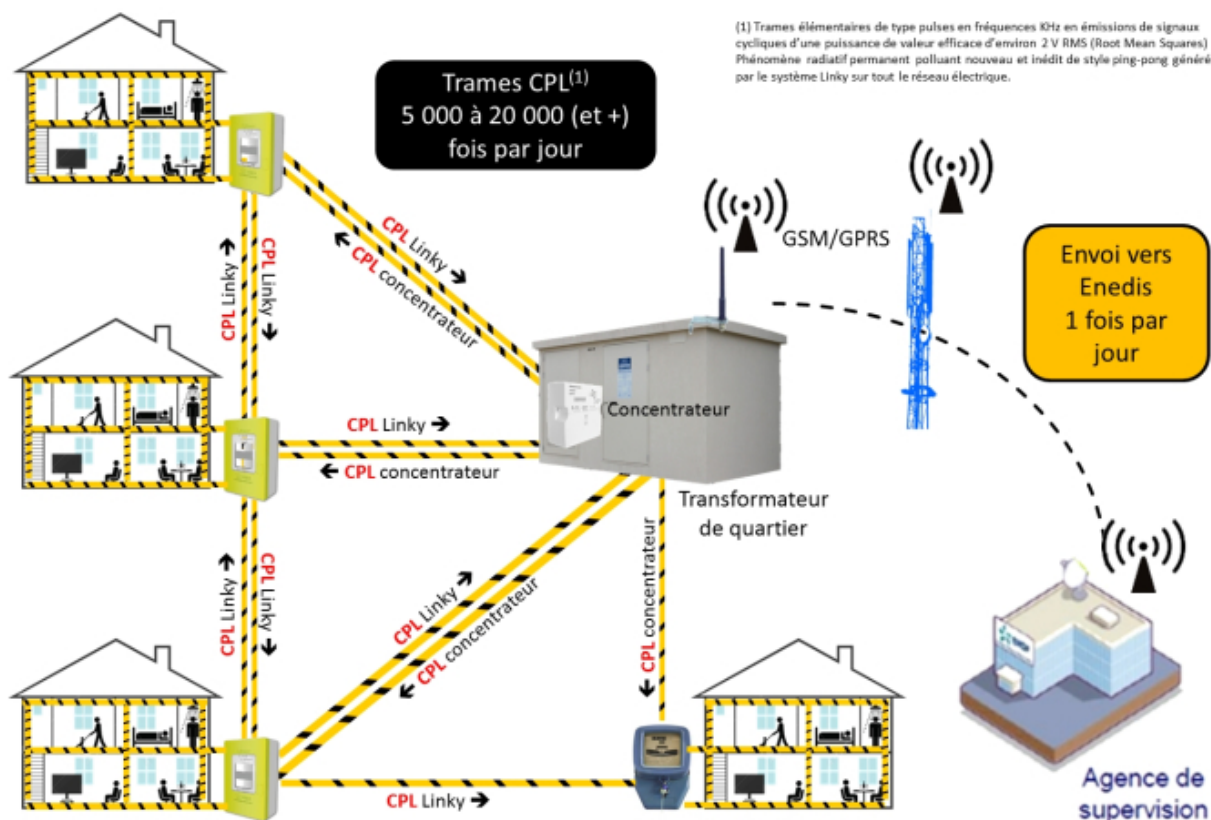 (1) Trames élémentaires de type pulses en fréquences KHz en émissions de signaux
cycliques d'une puissance de valeur efficace d'environ 2 V RMS (Root Mean Squares)
Phénomène radiatif permanent polluant nouveau et inédit de style ping-pong généré
par le système Linky sur tout le réseau électrique.
Trames CPL(1)
5 000 à 20 000 (et +)
fois par jour
GSM/GPRS
Envoi vers
Enedis
1 fois par
jour
CPL Linky →
CPL Linky →
CPL Linky →
← CPL concentrateur
Concentrateur
CPL Linky →
← CPL concentrateur
Transformateur
de quartier
CPL Linky →
CPL Linky →
CPL Linky →
← CPL concentrateur
← CPL concentrateur
CPL Linky →
Agence de
supervision